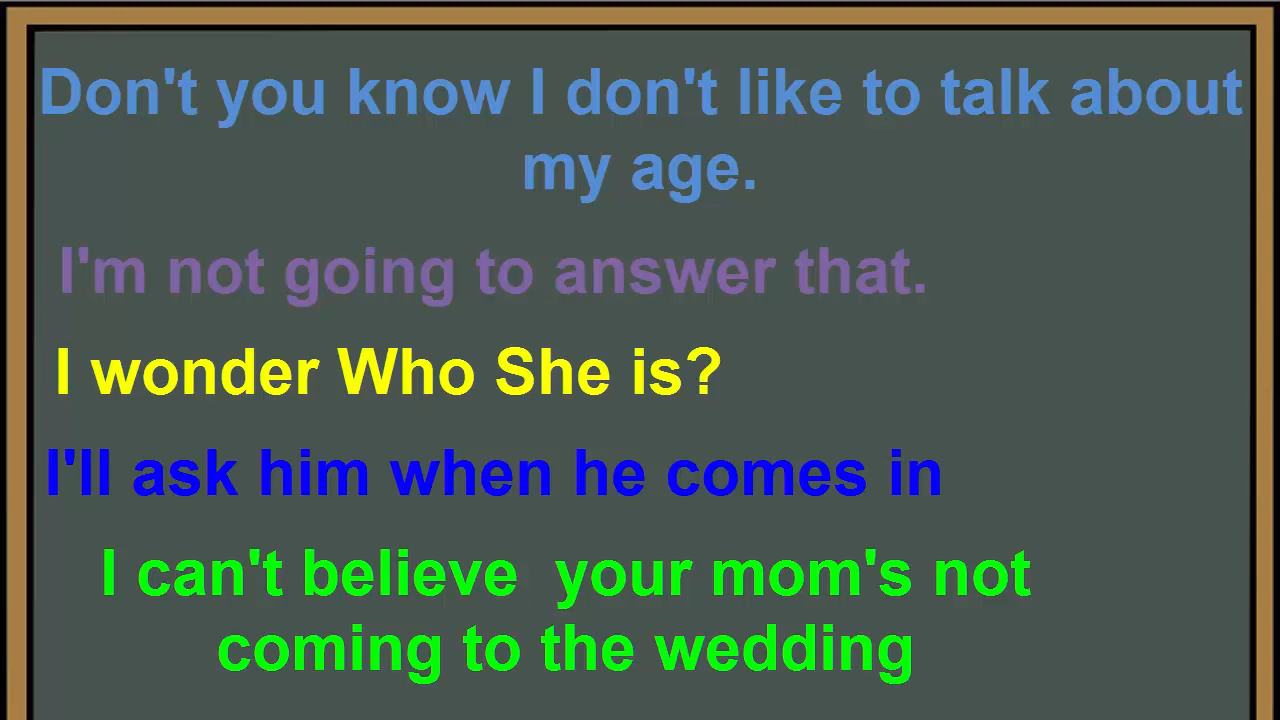 Don't you know I don't like to talk about
my age.
I'm not going to answer that.
I wonder Who She is?
I'll ask him when he comes in
I can't believe  your mom's not
coming to the wedding